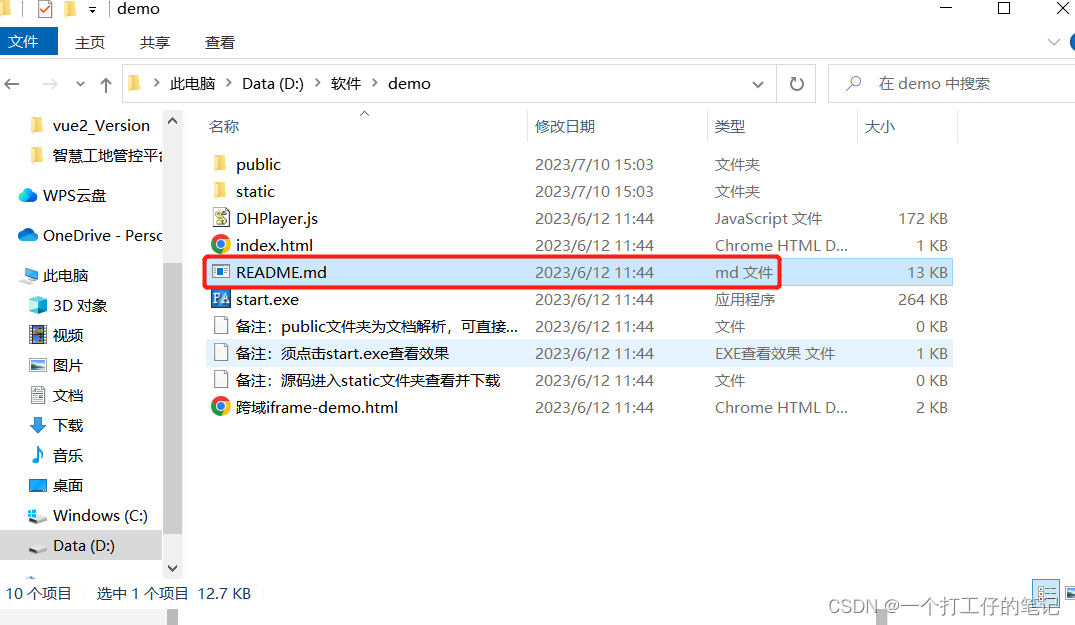 demo
文件 主页 共享 查看
此电脑 Data (D:) 软件 demo 在 demo 中搜索
vue2_Version
智慧工地管控平台
WPS云盘
OneDrive - Perso
此电脑
3D 对象
视频
图片
文档
下载
音乐
桌面
Windows (C:)
Data (D:)
名称 修改日期 类型 大小
public 2023/7/10 15:03 文件夹
static 2023/7/10 15:03 文件夹
DHPlayer.js 2023/6/12 11:44 JavaScript 文件 172 KB
index.html 2023/6/12 11:44 Chrome HTML D... 1 KB
README.md 2023/6/12 11:44 md 文件 13 KB
start.exe 2023/6/12 11:44 应用程序 264 KB
备注：public文件夹为文档解析，可直接... 2023/6/12 11:44 文件 0 KB
备注：须点击start.exe查看效果 2023/6/12 11:44 EXE查看效果 文件 1 KB
备注：源码进入static文件夹查看并下载 2023/6/12 11:44 文件 0 KB
跨域iframe-demo.html 2023/6/12 11:44 Chrome HTML D... 2 KB
10 个项目 选中 1 个项目 12.7 KB
CSDN @一个打工仔的笔记